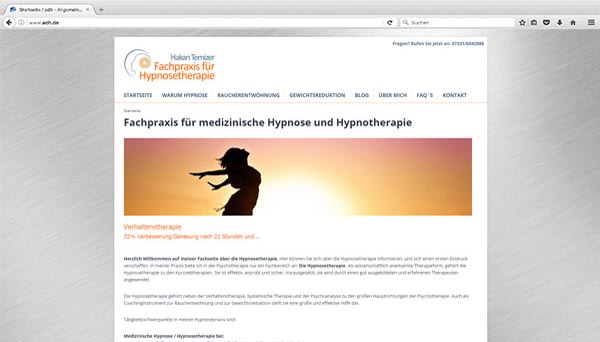 Startseite / adh - Allgemein...
www.adh.de
Suchen
Fragen? Rufen Sie jetzt an: 07231/6042888
Hakan Temizer
Fachpraxis für
Hypnosetherapie
STARTSEITE WARUM HYPNOSE RAUCHERENTWÖHNUNG GEWICHTSREDUKTION BLOG ÜBER MICH FAQ´S KONTAKT
Startseite
Fachpraxis für medizinische Hypnose und Hypnotherapie
Verhaltenstherapie
72% Verbesserung/Genesung nach 22 Stunden und...
Herzlich Willkommen auf meiner Fachseite über die Hypnosetherapie. Hier können Sie sich über die Hypnosetherapie informieren, und sich einen ersten Eindruck
verschaffen. In meiner Praxis biete ich in der Psychotherapie nur ein Fachbereich an: Die Hypnosetherapie. Als wissenschaftlich anerkannte Therapieform, gehört die
Hypnosetherapie zu den Kurzzeittherapien. Sie ist effektiv, erprobt und sicher. Vorausgesetzt, sie wird durch einen gut ausgebildeten und erfahrenen Therapeuten
angewendet.
Die Hypnosetherapie gehört neben der Verhaltenstherapie, Systemische Therapie und der Psychoanalyse zu den großen Hauptrichtungen der Psychotherapie. Auch als
Coachinginstrument zur Raucherentwöhnung und zur Gewichtsreduktion stellt sie eine große und effektive Hilfe dar.
Tätigkeitsschwerpunkte in meiner Hypnosepraxis sind:
Medizinische Hypnose / Hypnosetherapie bei: